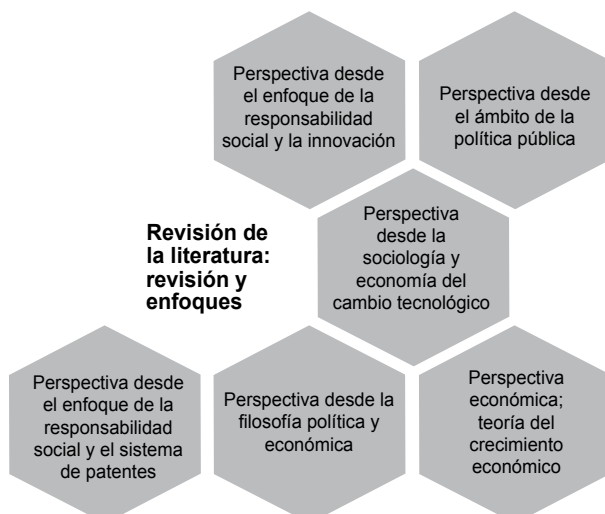 Perspectiva desde
el enfoque de la
responsabilidad
social y la innovación
Perspectiva desde
el ámbito de la
política pública
Revisión de
la literatura:
revisión y
enfoques
Perspectiva
desde la
sociología y
economía del
cambio tecnológico
Perspectiva desde
el enfoque de la
responsabilidad
social y el sistema
de patentes
Perspectiva desde la
filosofía política y
económica
Perspectiva
económica;
teoría del
crecimiento
económico